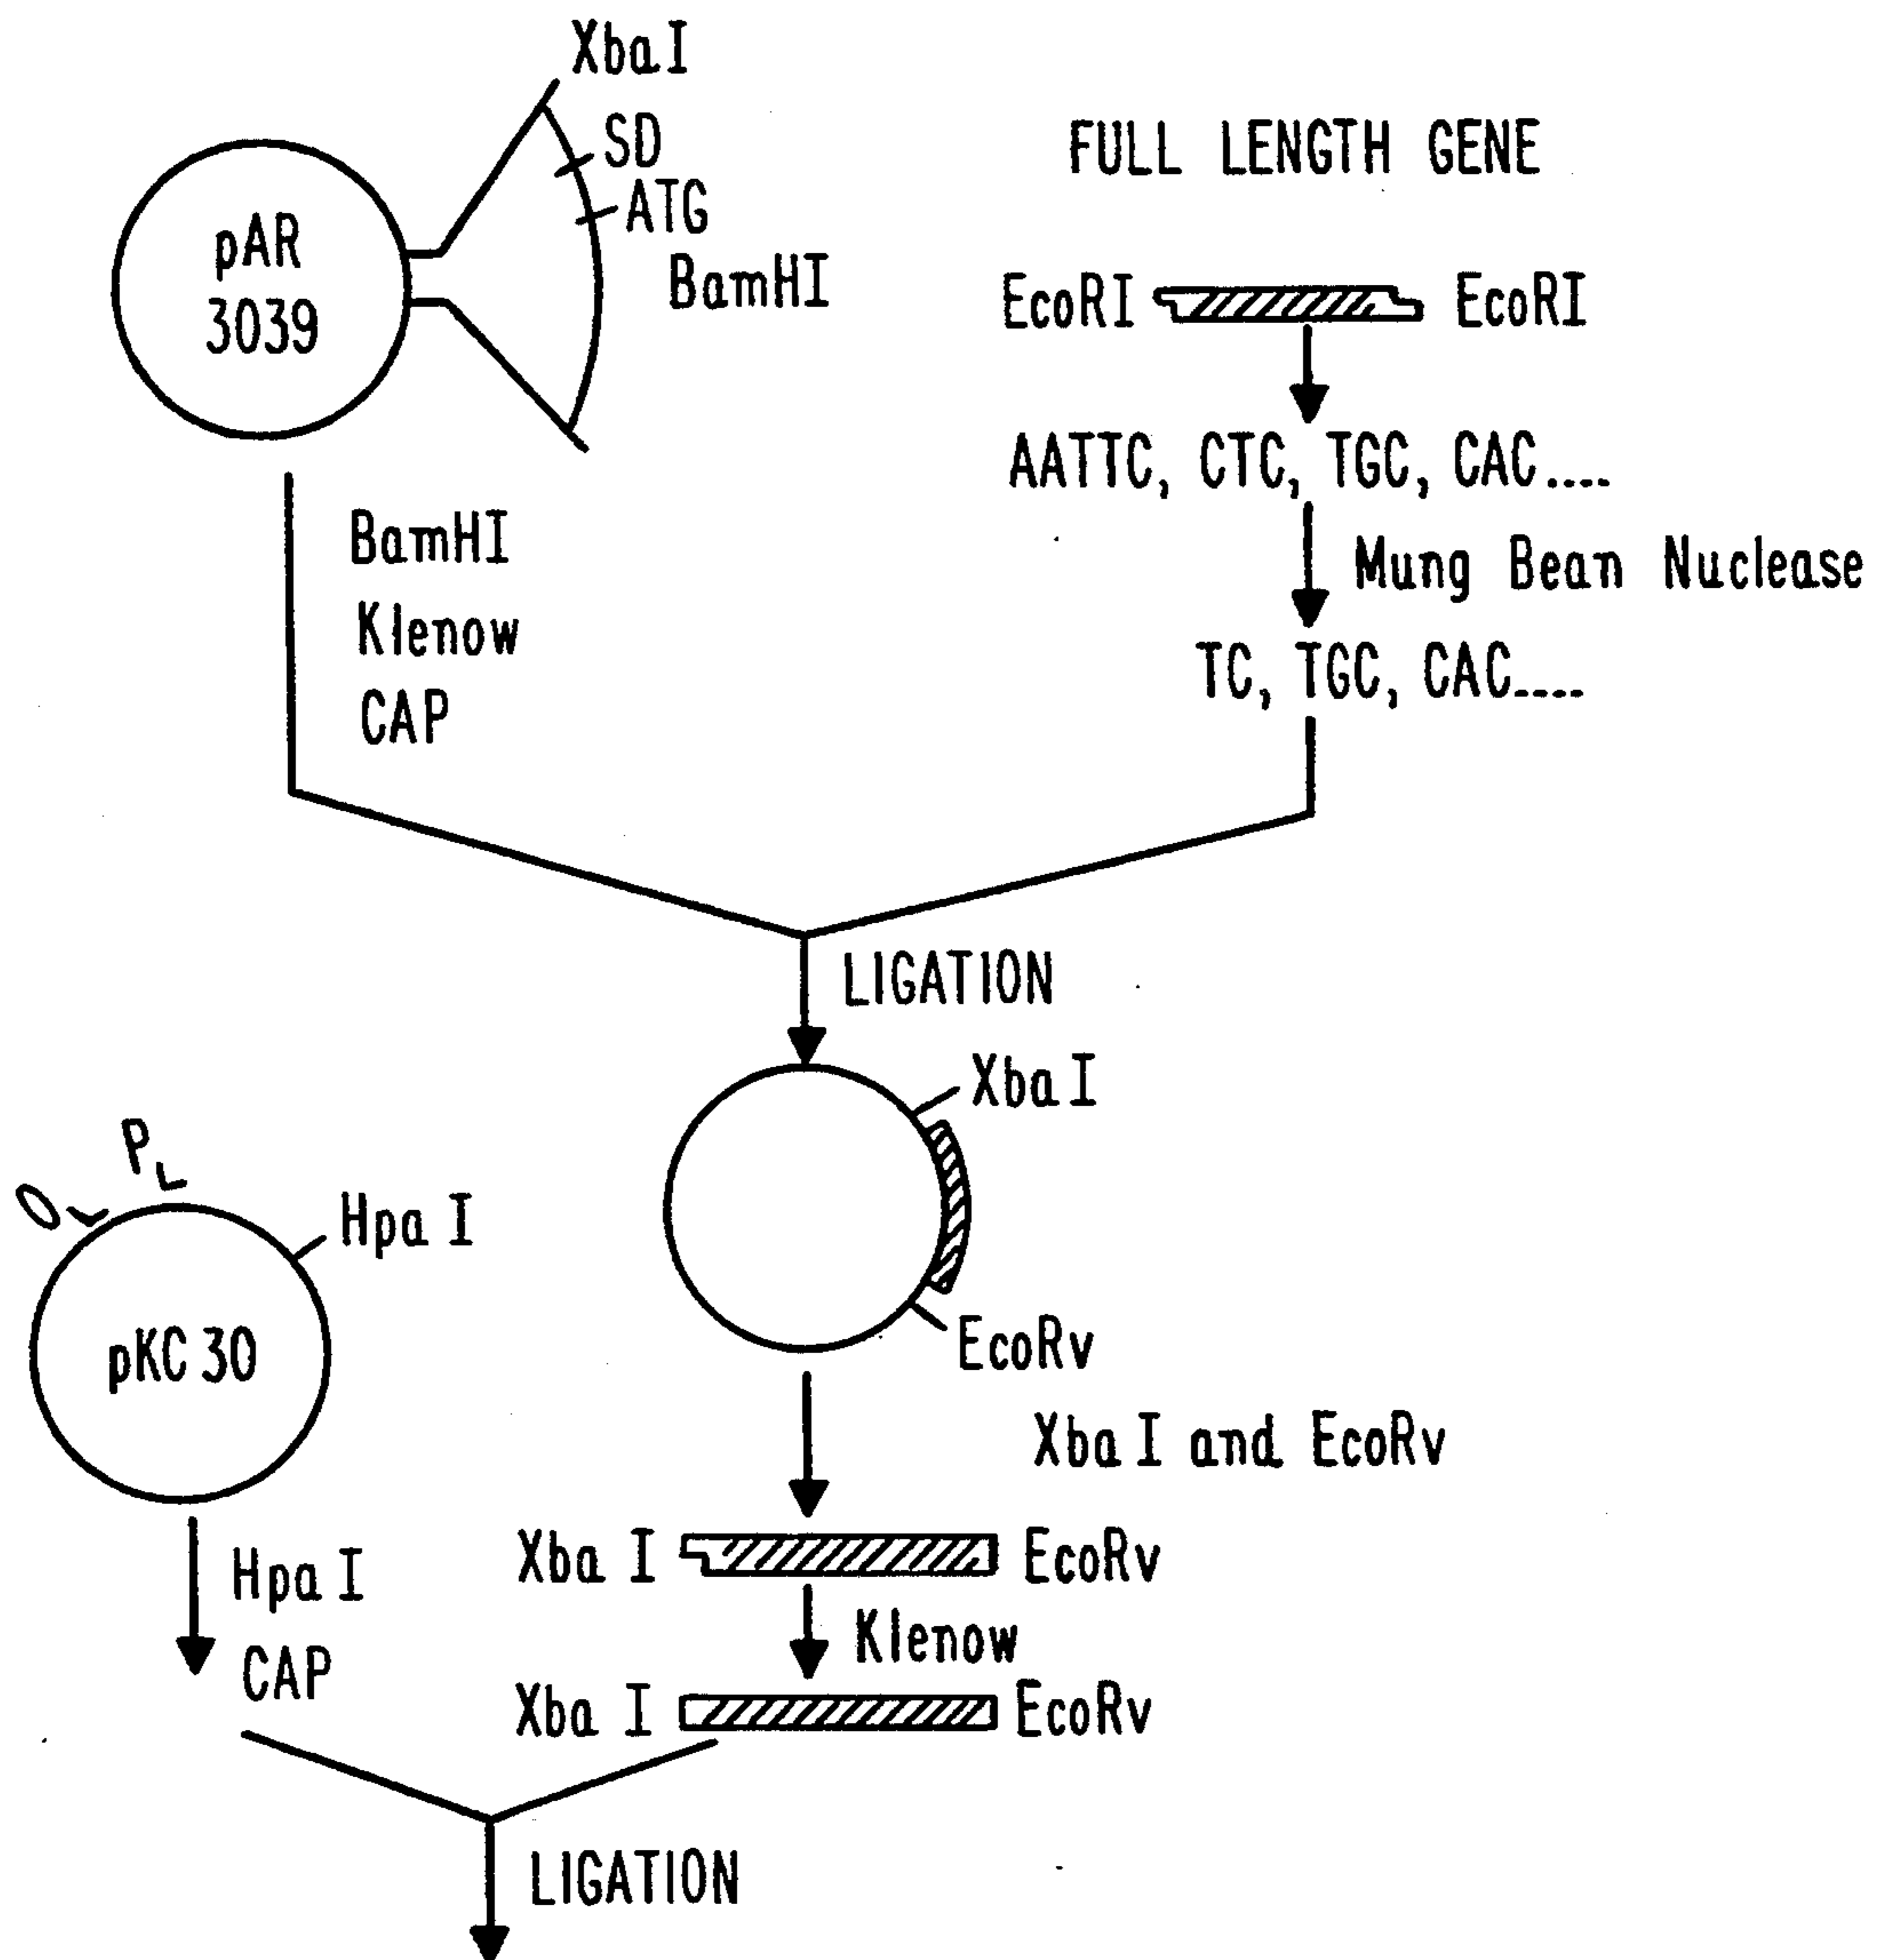 XbaI
SD
ATG
BamHI
pAR
3039
FULL LENGTH GENE
EcoRI
EcoRI
AATTC, CTC, TGC, CAC....
BamHI
Klenow
CAP
Mung Bean Nuclease
TC, TGC, CAC....
LIGATION
XbaI
EcoRv
OL
PL
HpaI
pKC30
XbaI and EcoRv
HpaI
CAP
Xba I
EcoRv
Klenow
Xba I
EcoRv
LIGATION